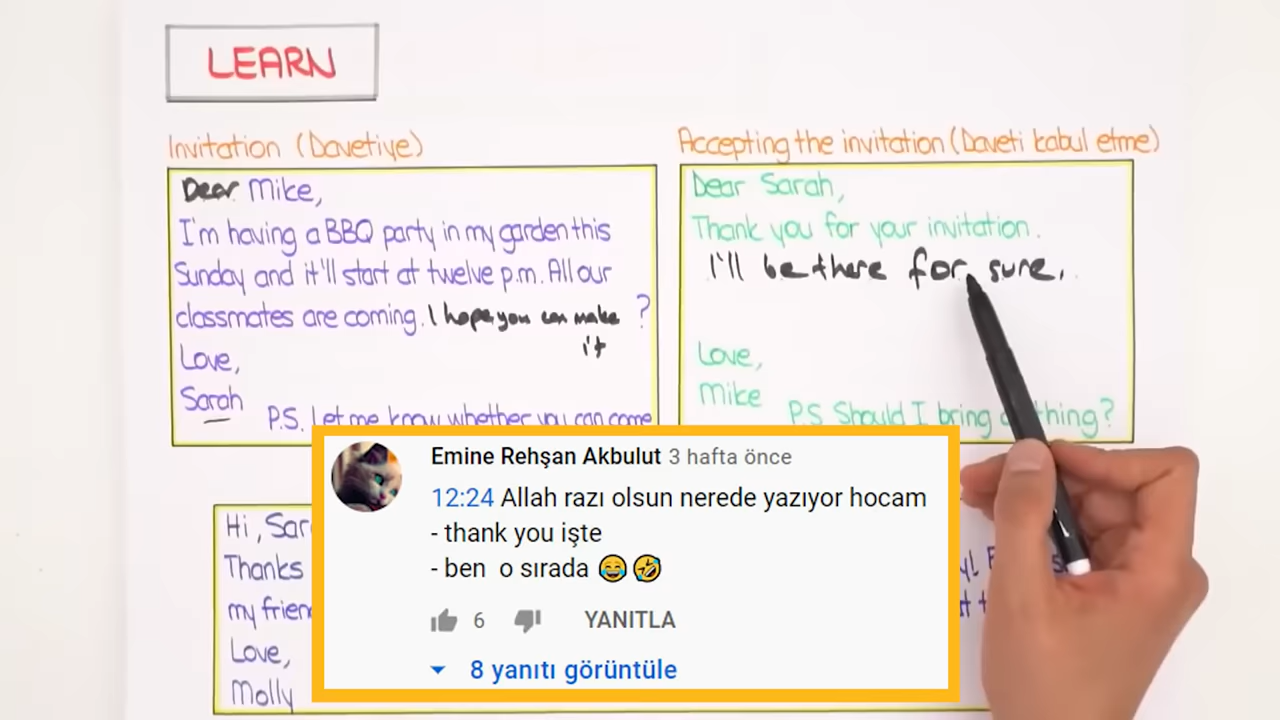 LEARN
Invitation (Davetiye)
Dear Mike,
I'm having a BBQ party in my garden this
Sunday and it'll start at twelve p.m. All our
classmates are coming. I hope you can make ?
it
Love,
Sarah
P.S. Let me know whether you can come
Accepting the invitation (Daveti kabul etme)
Dear Sarah,
Thank you for your invitation.
I'll be there for sure.
Love,
Mike
P.S Should I bring thing?
Hi, Sar
Thanks
my frien
Love,
Molly
Emine Rehşan Akbulut 3 hafta önce
12:24 Allah razı olsun nerede yazıyor hocam
- thank you işte
- ben o sırada 😂 🤣
6 YANITLA
8 yanıtı görüntüle